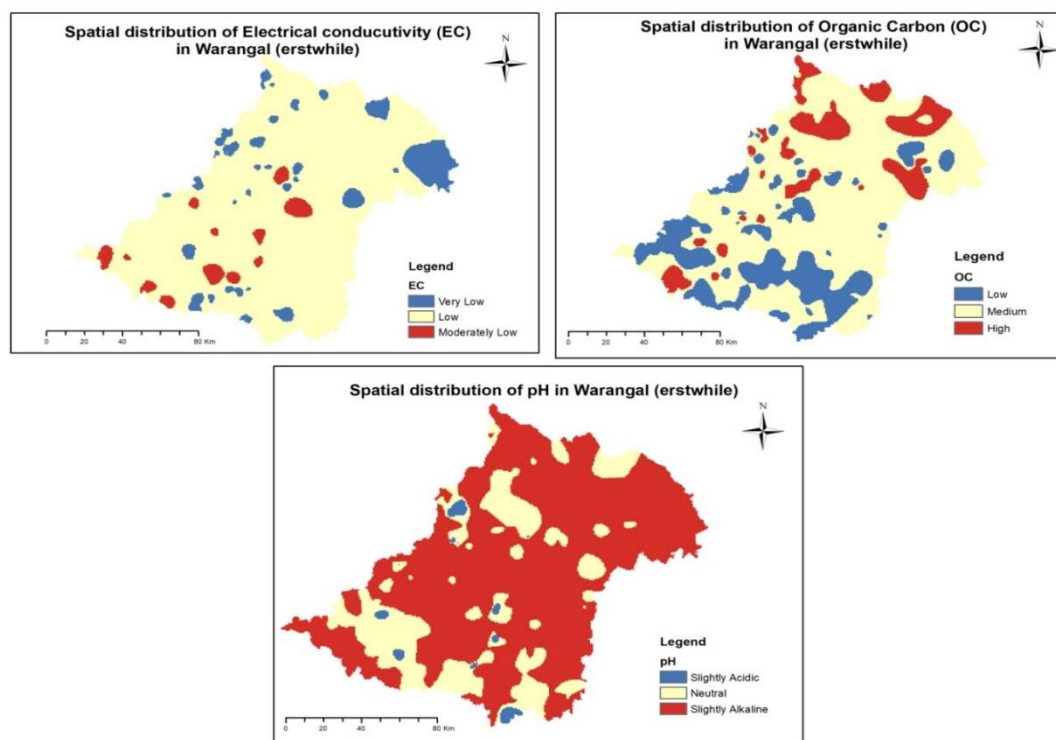 Spatial distribution of Electrical conducutivity (EC)
in Warangal (erstwhile)
N
Legend
EC
Very Low
Low
Moderately Low
0 20 40 80 Km
Spatial distribution of Organic Carbon (OC)
in Warangal (erstwhile)
N
Legend
OC
Low
Medium
High
0 20 40 80 Km
Spatial distribution of pH in Warangal (erstwhile)
N
Legend
pH
Slightly Acidic
Neutral
Slightly Alkaline
0 20 40 80 Km